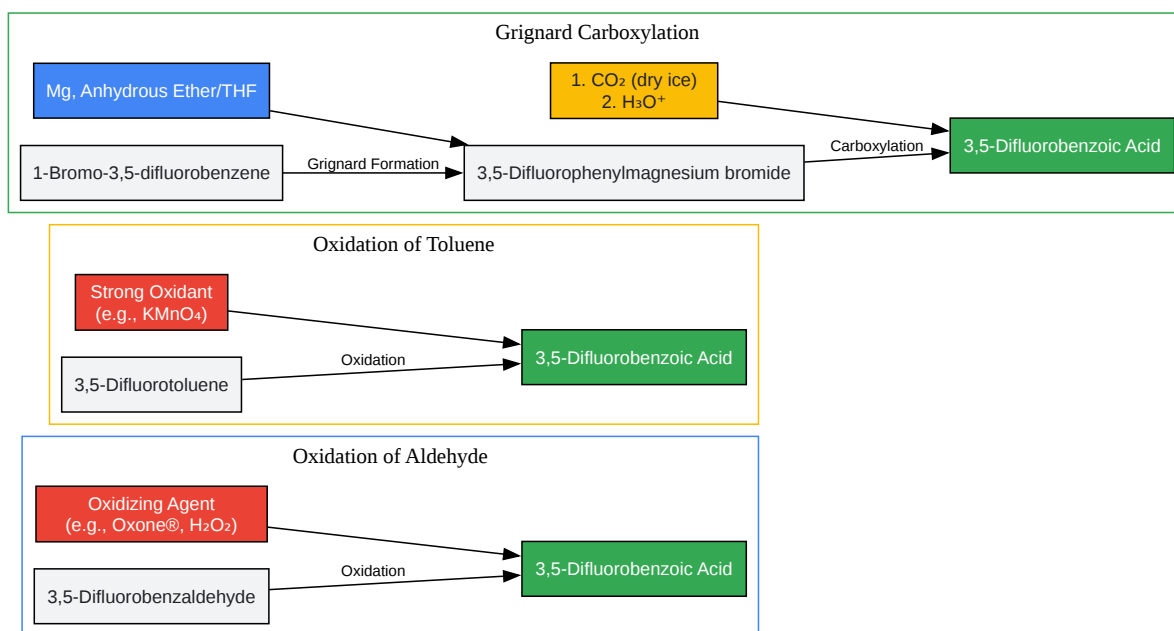 Grignard Carboxylation
Mg, Anhydrous Ether/THF
1. CO₂ (dry ice)
2. H₃O⁺
1-Bromo-3,5-difluorobenzene
Grignard Formation
3,5-Difluorophenylmagnesium bromide
Carboxylation
3,5-Difluorobenzoic Acid
Oxidation of Toluene
Strong Oxidant
(e.g., KMnO₄)
3,5-Difluorotoluene
Oxidation
3,5-Difluorobenzoic Acid
Oxidation of Aldehyde
Oxidizing Agent
(e.g., Oxone®, H₂O₂)
3,5-Difluorobenzaldehyde
Oxidation
3,5-Difluorobenzoic Acid